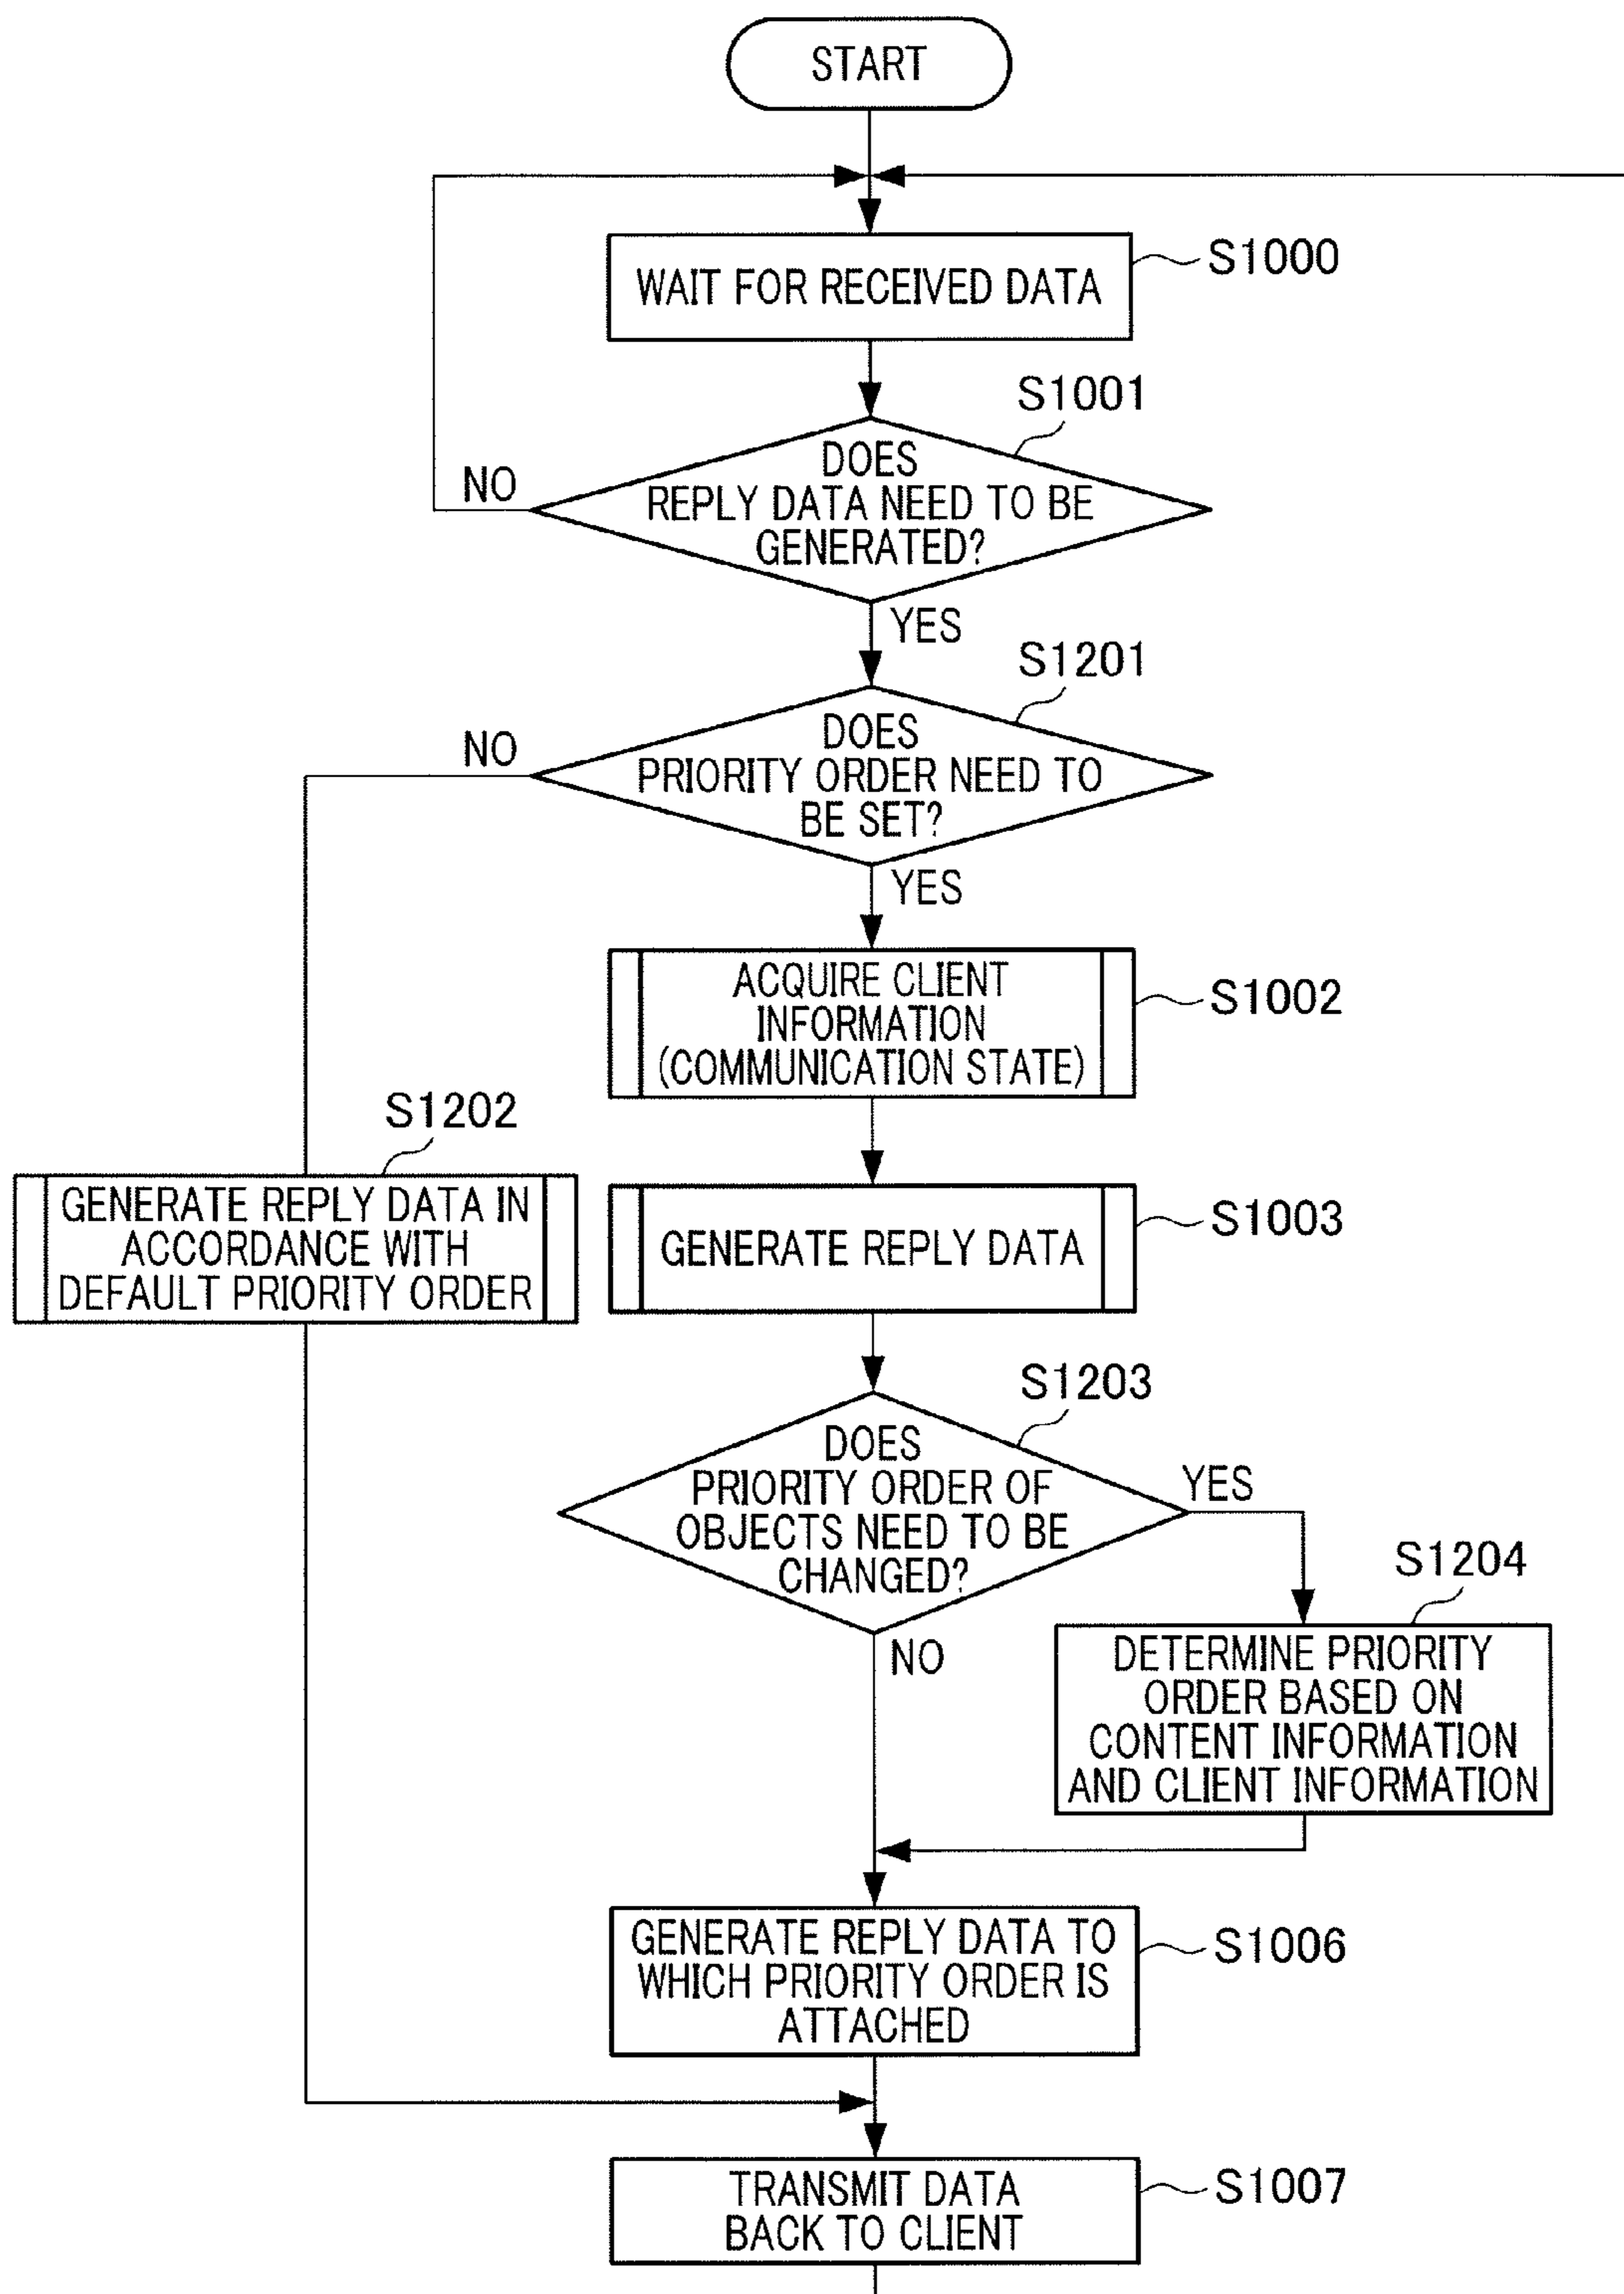 START
WAIT FOR RECEIVED DATA
S1000
S1001
DOES
REPLY DATA NEED TO BE
GENERATED?
NO
YES
S1201
DOES
PRIORITY ORDER NEED TO
BE SET?
NO
YES
ACQUIRE CLIENT
INFORMATION
(COMMUNICATION STATE)
S1002
S1202
GENERATE REPLY DATA IN
ACCORDANCE WITH
DEFAULT PRIORITY ORDER
GENERATE REPLY DATA
S1003
S1203
DOES
PRIORITY ORDER OF
OBJECTS NEED TO BE
CHANGED?
YES
NO
S1204
DETERMINE PRIORITY
ORDER BASED ON
CONTENT INFORMATION
AND CLIENT INFORMATION
GENERATE REPLY DATA TO
WHICH PRIORITY ORDER IS
ATTACHED
S1006
TRANSMIT DATA
BACK TO CLIENT
S1007